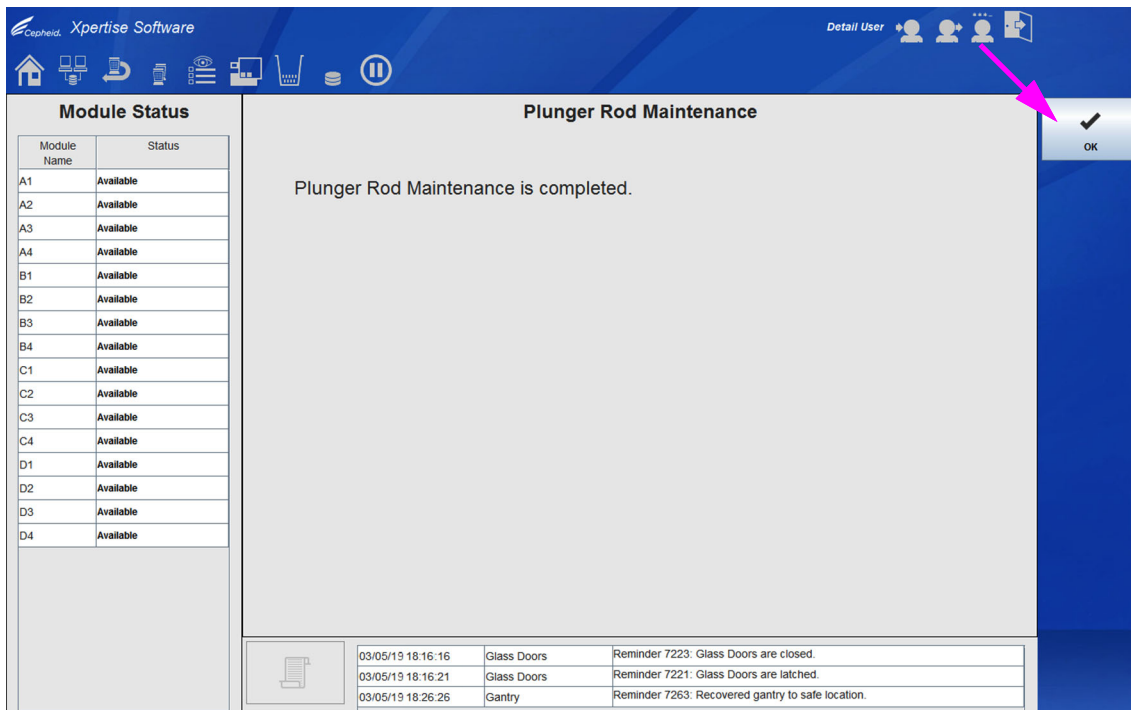 Cepheid. Xpertise Software
Detail User
Module Status
Module Name Status
A1 Available
A2 Available
A3 Available
A4 Available
B1 Available
B2 Available
B3 Available
B4 Available
C1 Available
C2 Available
C3 Available
C4 Available
D1 Available
D2 Available
D3 Available
D4 Available
Plunger Rod Maintenance
Plunger Rod Maintenance is completed.
OK
03/05/19 18:16:16 Glass Doors Reminder 7223: Glass Doors are closed.
03/05/19 18:16:21 Glass Doors Reminder 7221: Glass Doors are latched.
03/05/19 18:26:26 Gantry Reminder 7263: Recovered gantry to safe location.